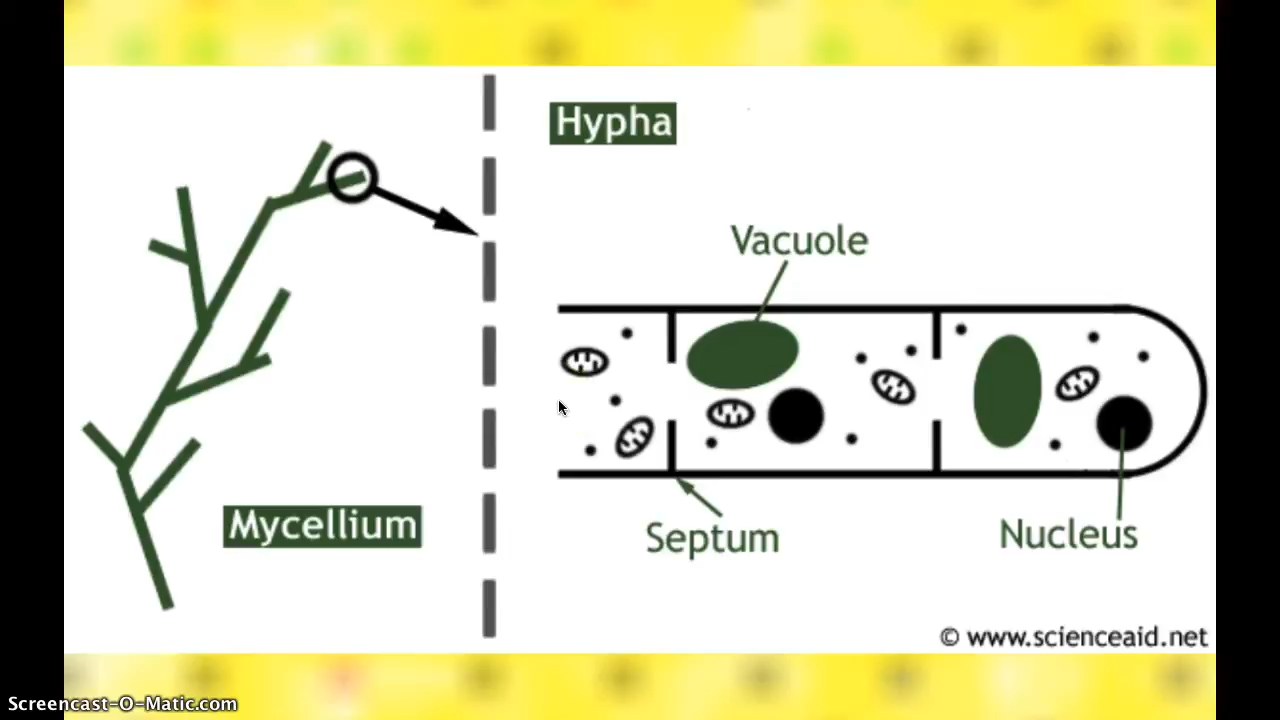 Hypha
Vacuole
Mycellium
Septum
Nucleus
© www.scienceaid.net
Screencast-O-Matic.com